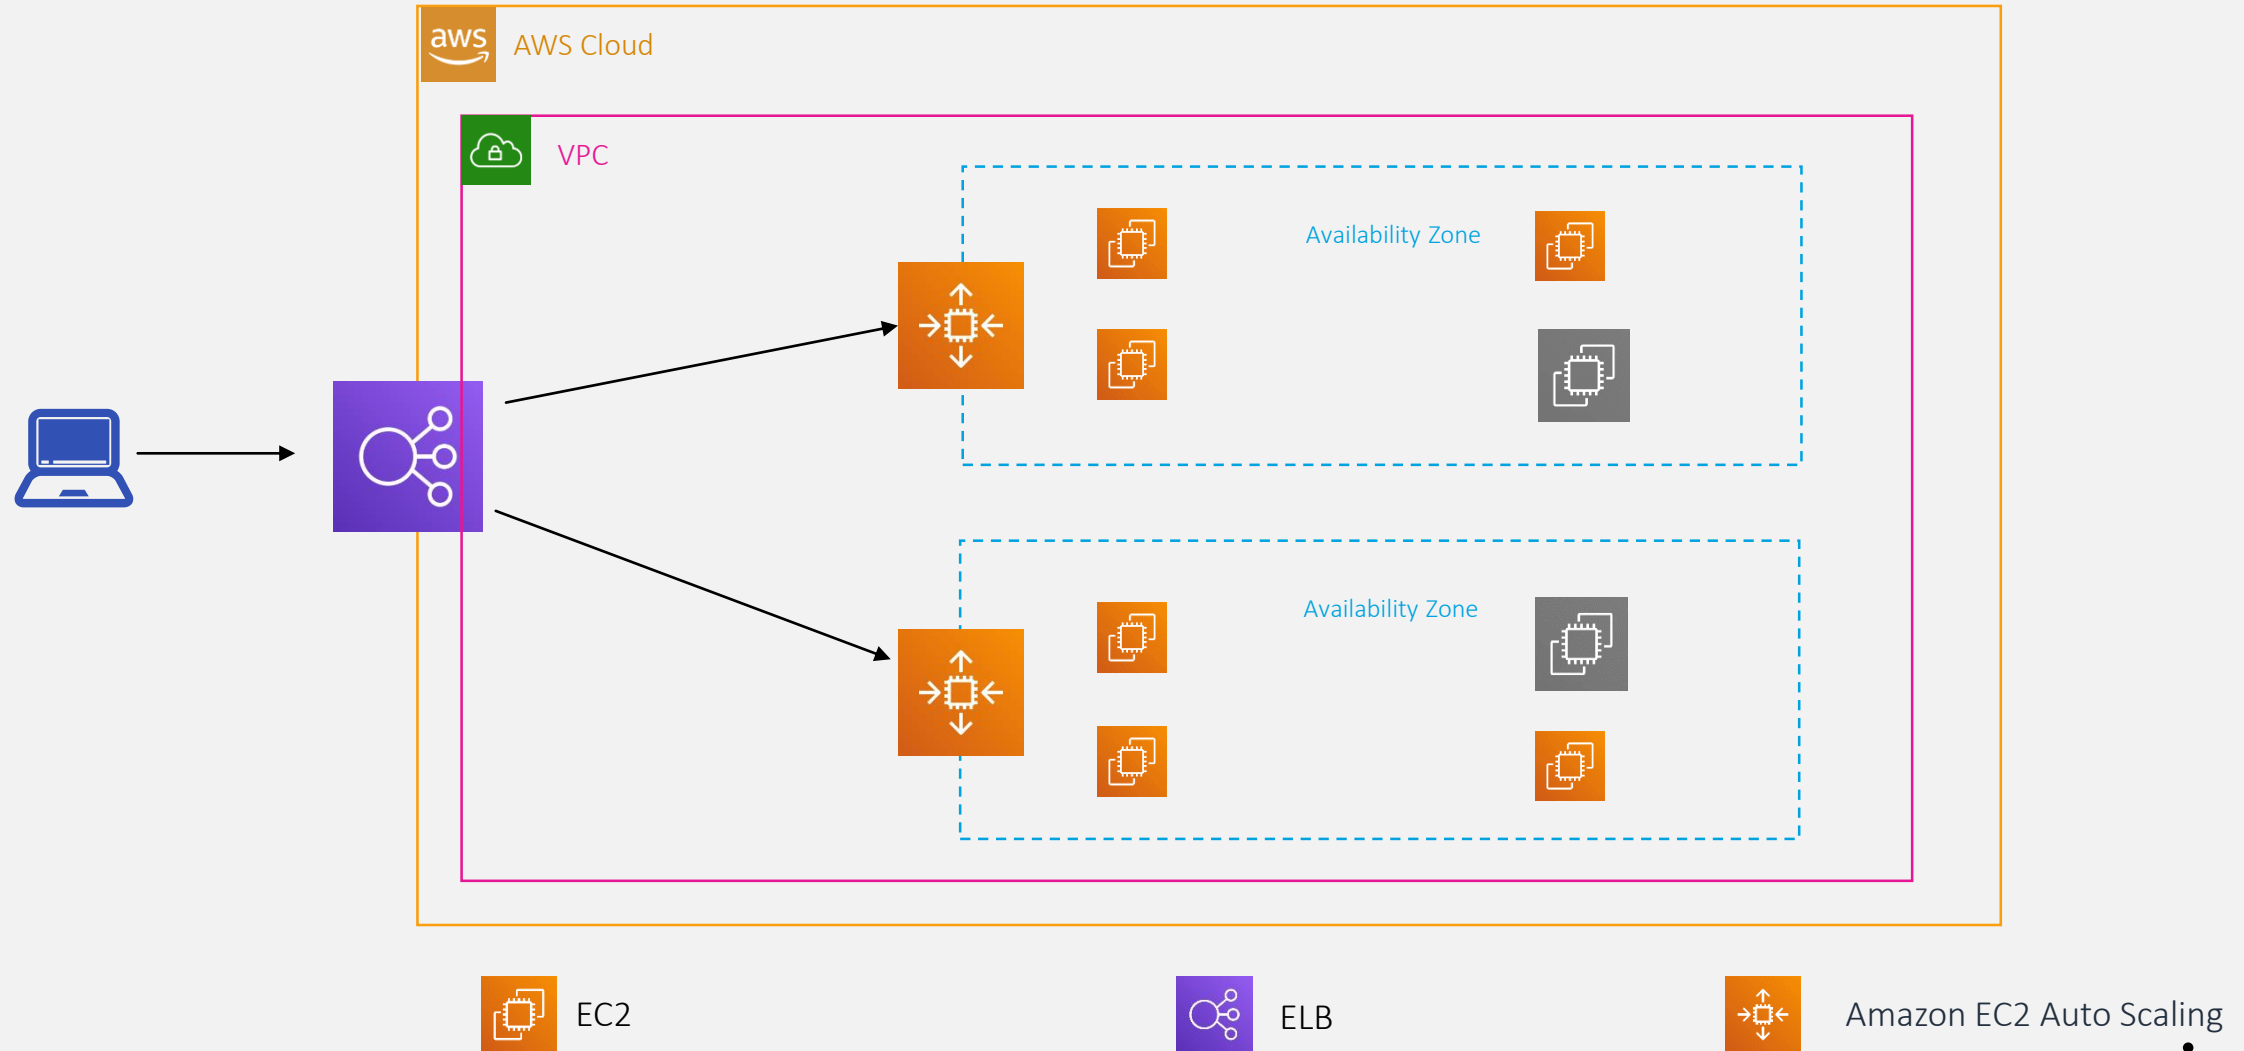 aws
AWS Cloud
VPC
Availability Zone
Availability Zone
EC2
ELB
Amazon EC2 Auto Scaling